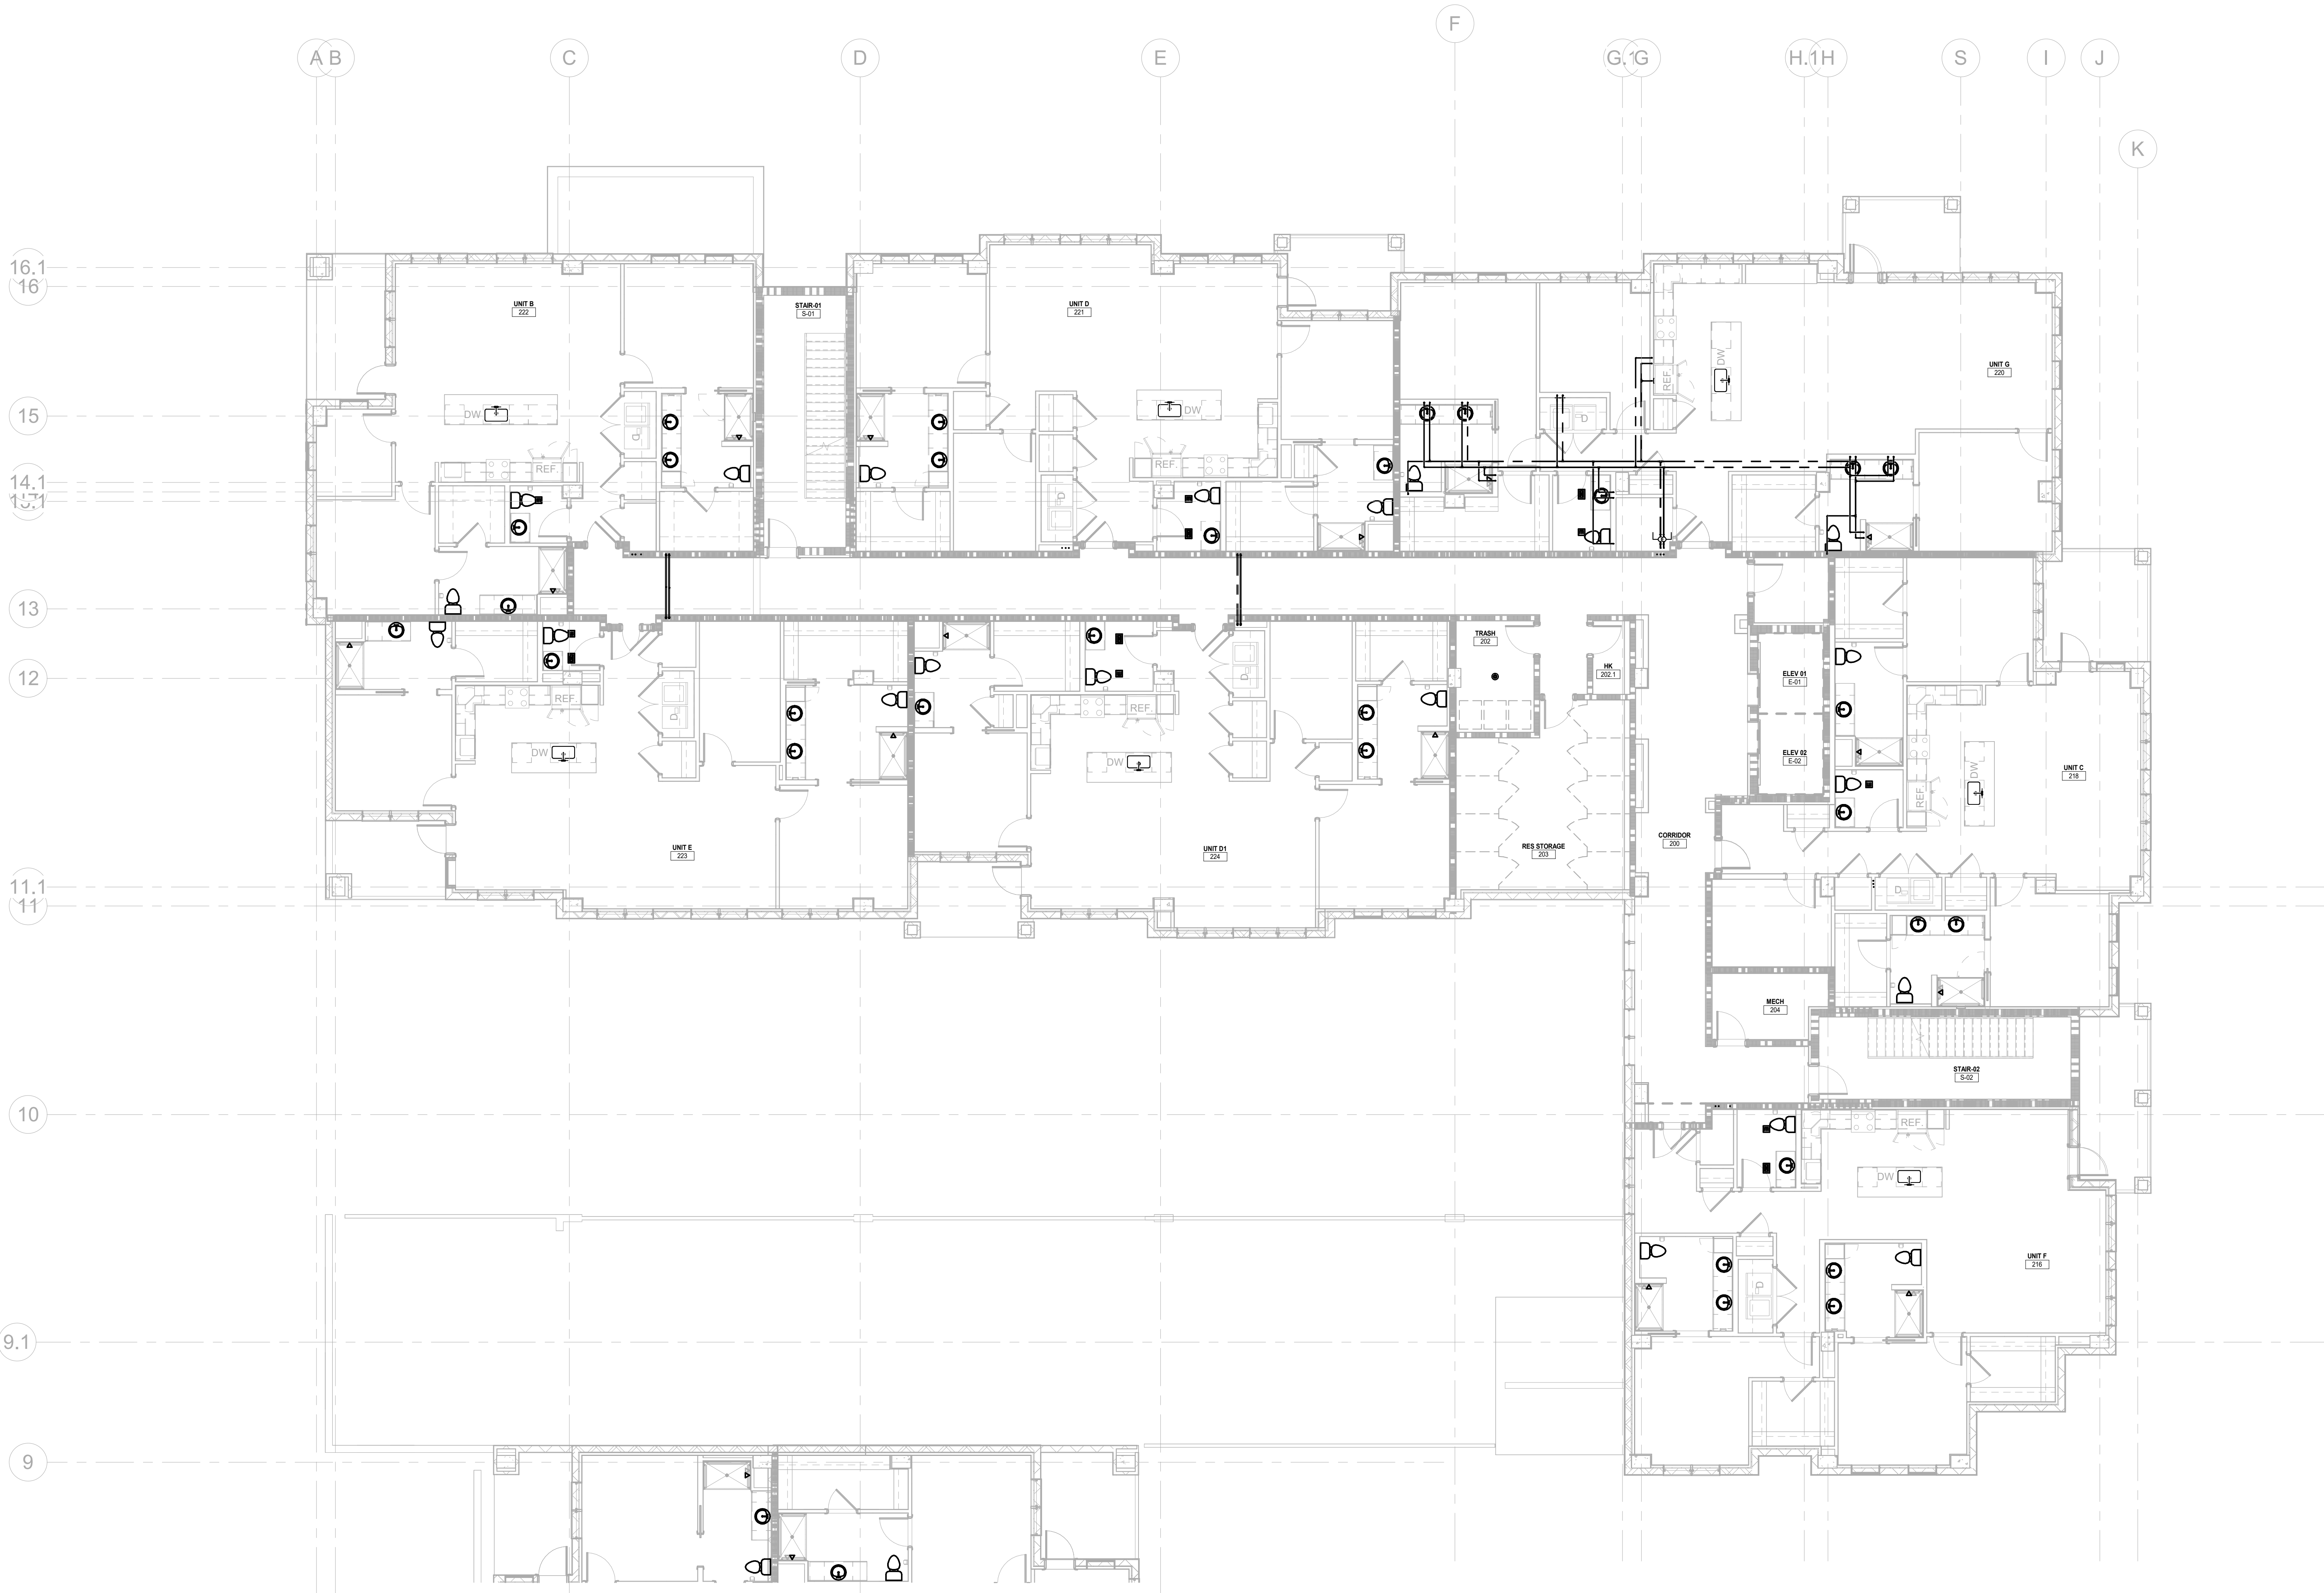 F
A
B
C
D
E
G.1
G
H.1
H
S
I
J
K
16.1
16
UNIT B
222
STAIR-01
S-01
UNIT D
221
UNIT G
220
DW
REF.
15
DW
DW
D
D
REF.
REF.
14.1
D
13
TRASH
202
HK
202.1
12
ELEV 01
E-01
REF.
D
REF.
D
DW
DW
ELEV 02
E-02
DW
REF.
UNIT C
218
UNIT E
223
UNIT D1
224
RES STORAGE
203
CORRIDOR
200
11.1
11
D
MECH
204
STAIR-02
S-02
10
REF.
DW
UNIT F
216
D
9.1
9